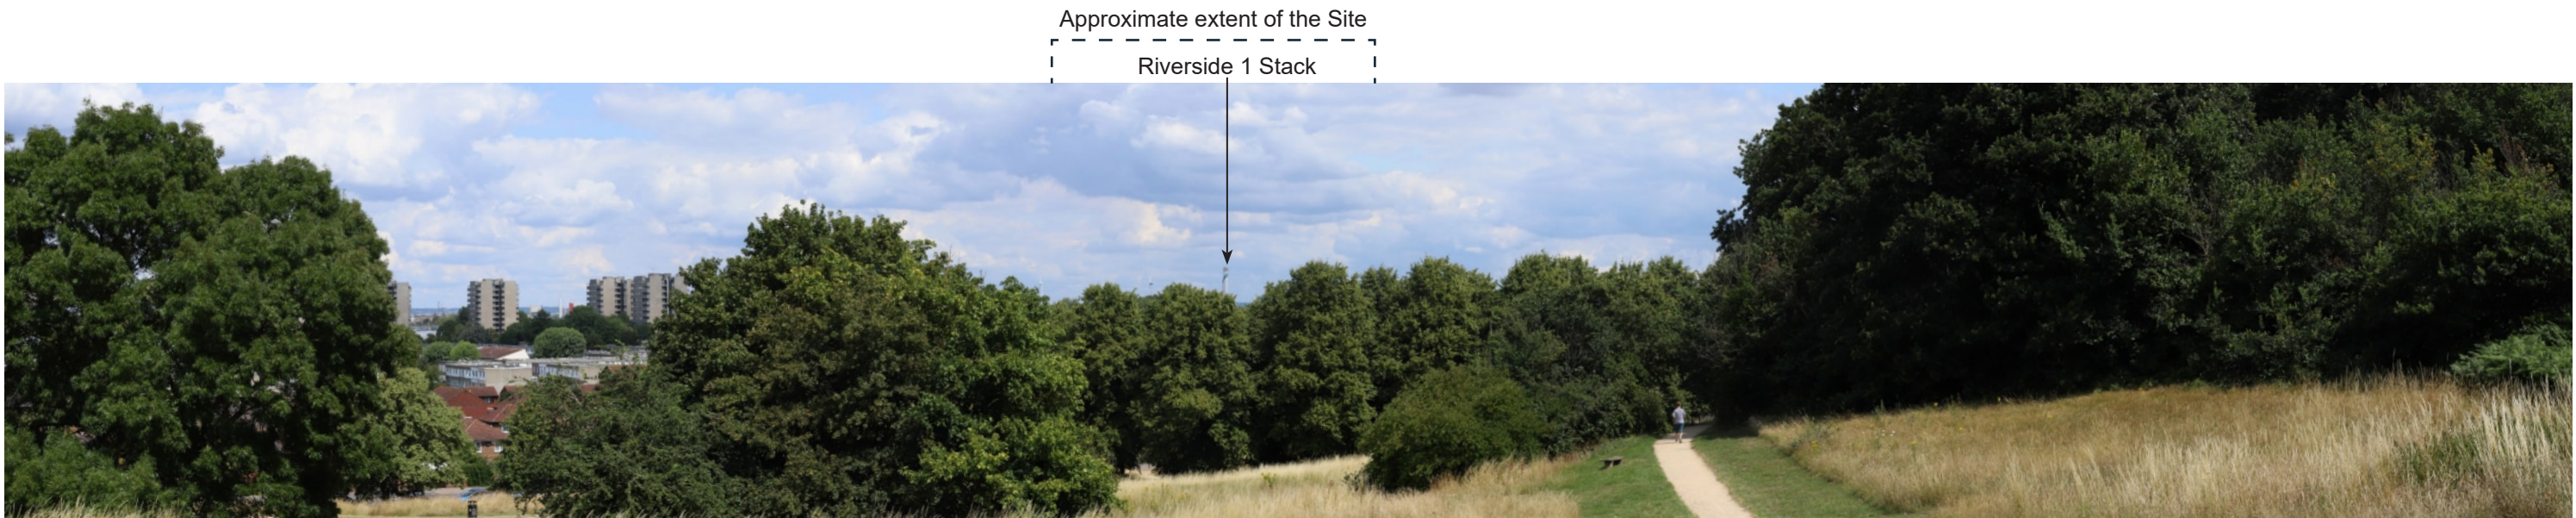 Approximate extent of the Site
Riverside 1 Stack